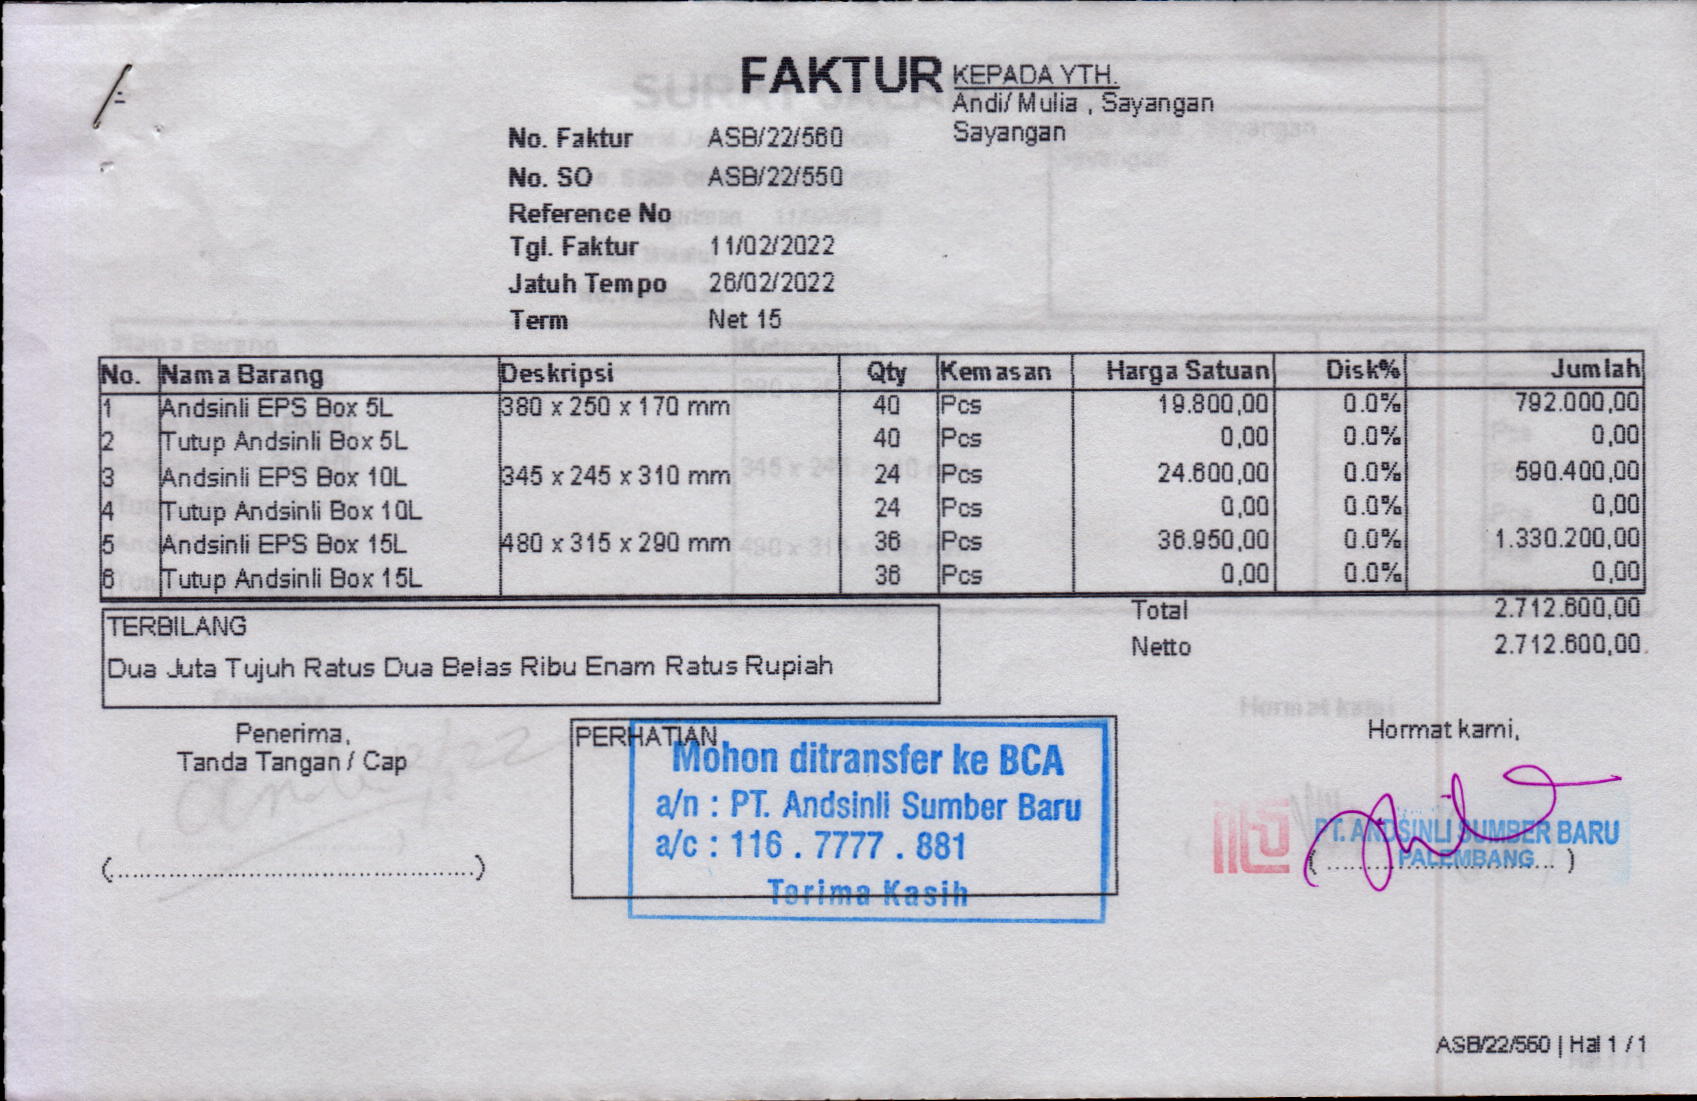 FAKTUR
KEPADA YTH.
Andi/ Mulia , Sayangan
Sayangan
No. Faktur ASB/22/560
No. SO ASB/22/550
Reference No
Tgl. Faktur 11/02/2022
Jatuh Tempo 26/02/2022
Term Net 15
No. Nama Barang Deskripsi Qty Kemasan Harga Satuan Disk% Jumlah
1 Andsinli EPS Box 5L 380 x 250 x 170 mm 40 Pcs 19.800,00 0.0% 792.000,00
2 Tutup Andsinli Box 5L 40 Pcs 0,00 0.0% 0,00
3 Andsinli EPS Box 10L 345 x 245 x 310 mm 24 Pcs 24.600,00 0.0% 590.400,00
4 Tutup Andsinli Box 10L 24 Pcs 0,00 0.0% 0,00
5 Andsinli EPS Box 15L 480 x 315 x 290 mm 36 Pcs 36.950,00 0.0% 1.330.200,00
6 Tutup Andsinli Box 15L 36 Pcs 0,00 0.0% 0,00
Total 2.712.600,00
Netto 2.712.600,00
TERBILANG
Dua Juta Tujuh Ratus Dua Belas Ribu Enam Ratus Rupiah
Penerima,
Tanda Tangan / Cap
(................................................)
PERHATIAN
Mohon ditransfer ke BCA
a/n : PT. Andsinli Sumber Baru
a/c : 116 . 7777 . 881
Terima Kasih
Hormat kami,
PT. ANDSINLI SUMBER BARU
PALEMBANG
ASB/22/560 | Hal 1 / 1